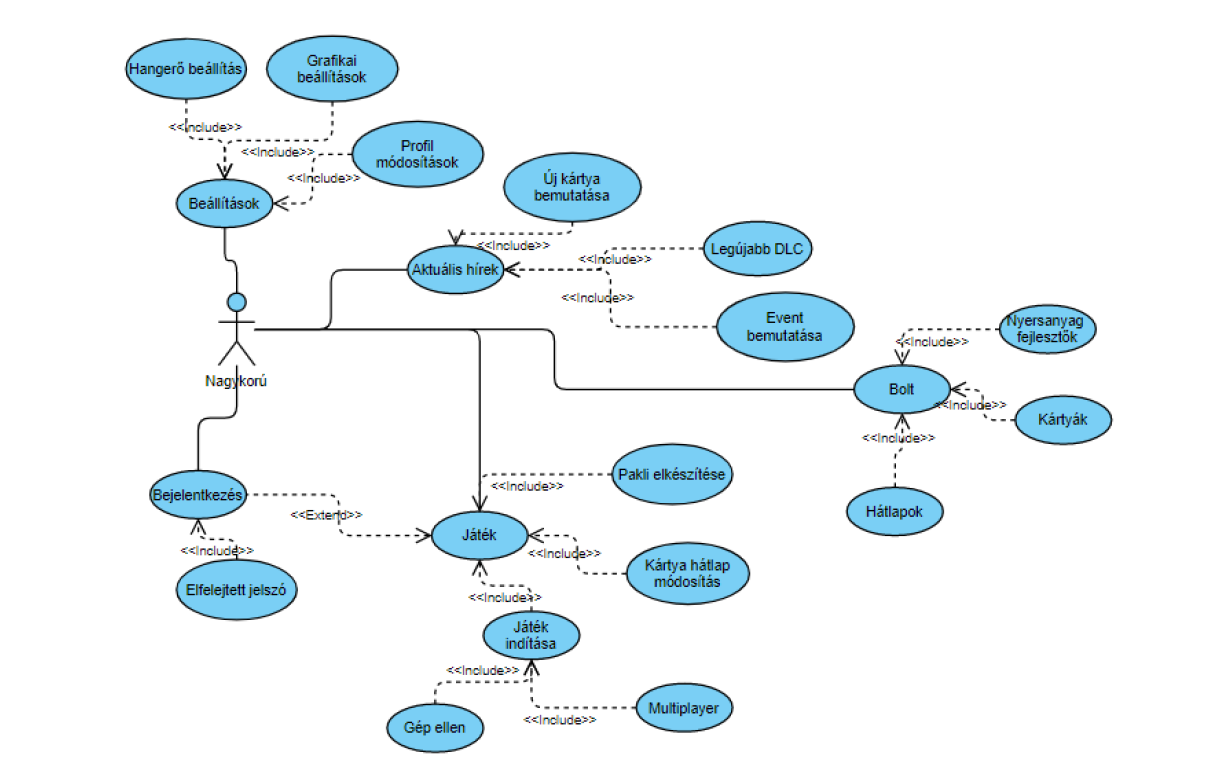 Hangerő beállítás
Grafikai
beállítások
<<Include>>
<<Include>>
Profil
módosítások
<<Include>>
Beállítások
Új kártya
bemutatása
<<Include>>
Legújabb DLC
<<Include>>
Aktuális hírek
<<Include>>
Event
bemutatása
Nyersanyag
fejlesztők
<<Include>>
Nagykorú
Bolt
<<Include>>
Kártyák
<<Include>>
Hátlapok
Pakli elkészítése
<<Include>>
Bejelentkezés
<<Extend>>
Játék
<<Include>>
<<Include>>
Kártya hátlap
módosítás
Elfelejtett jelszó
<<Include>>
Játék
indítása
<<Include>>
Multiplayer
<<Include>>
Gép ellen